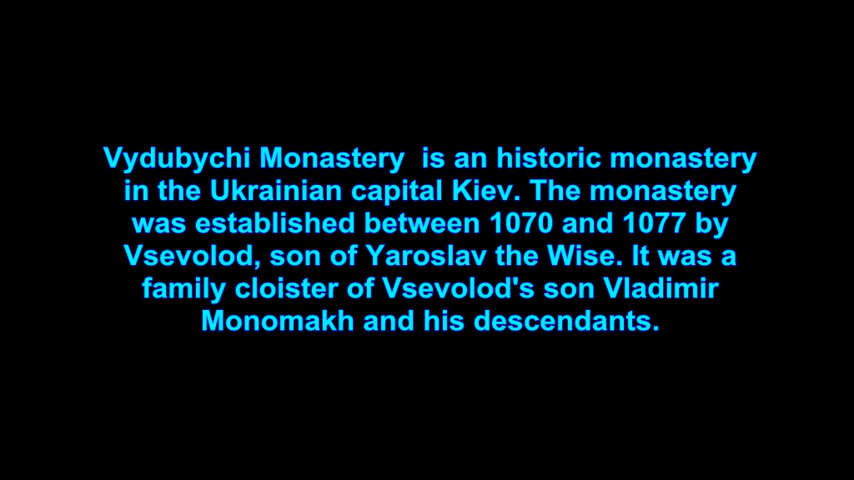 Vydubychi Monastery  is an historic monastery
in the Ukrainian capital Kiev. The monastery
was established between 1070 and 1077 by
Vsevolod, son of Yaroslav the Wise. It was a
family cloister of Vsevolod's son Vladimir
Monomakh and his descendants.